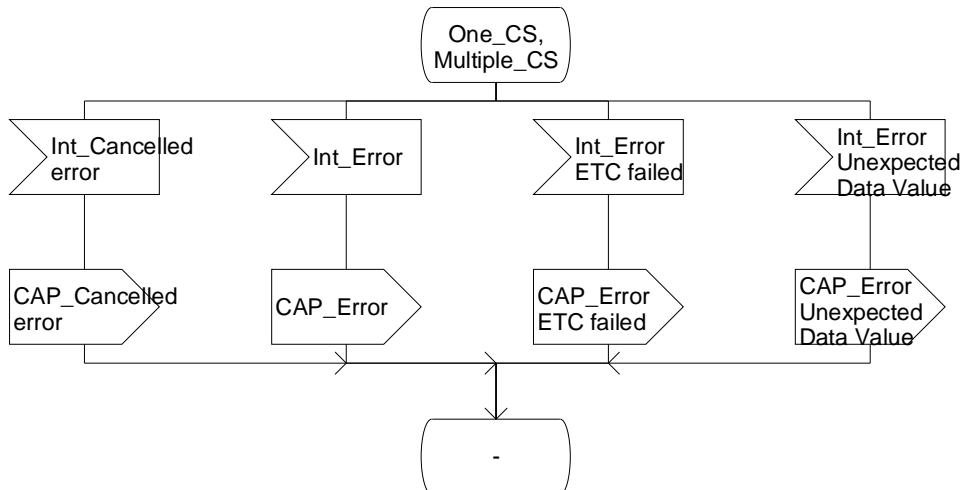 One_CS,
Multiple_CS
Int_Cancelled
error
Int_Error
Int_Error
ETC failed
Int_Error
Unexpected
Data Value
CAP_Cancelled
error
CAP_Error
CAP_Error
ETC failed
CAP_Error
Unexpected
Data Value
-